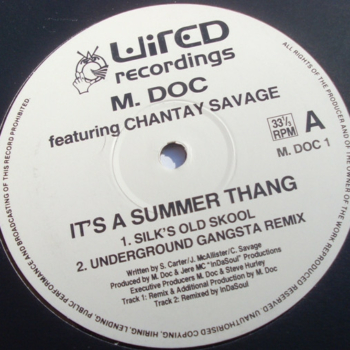 WIRED
recordings
M. DOC
featuring CHANTAY SAVAGE
33⅓
RPM
A
M. DOC 1
IT'S A SUMMER THANG
1. SILK'S OLD SKOOL
2. UNDERGROUND GANGSTA REMIX
Written by S. Carter/J. McAllister/C. Savage
Produced by M. Doc & Jere MC "InDaSoul" Productions
Executive Producers M. Doc & Steve Hurley
Track 1: Remix & Additional Production by M. Doc
Track 2: Remixed by InDaSoul
ALL RIGHTS OF THE PRODUCER AND OF THE OWNER OF THE WORK REPRODUCED RESERVED UNAUTHORISED COPYING, HIRING, LENDING, PUBLIC PERFORMANCE AND BROADCASTING OF THIS RECORD PROHIBITED